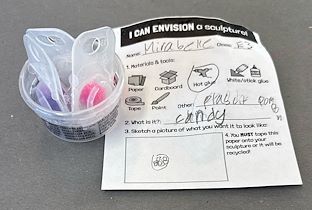 I CAN ENVISION a sculpture!
Name: Mirabelle Class: E3
1. Materials & tools:
Paper Cardboard Hot glue White/stick glue
Tape Paint Other: plastic
2. What is it? candy
3. Sketch a picture of what you want it to look like:
4. You MUST tape this
paper onto your
sculpture or it will be
recycled!